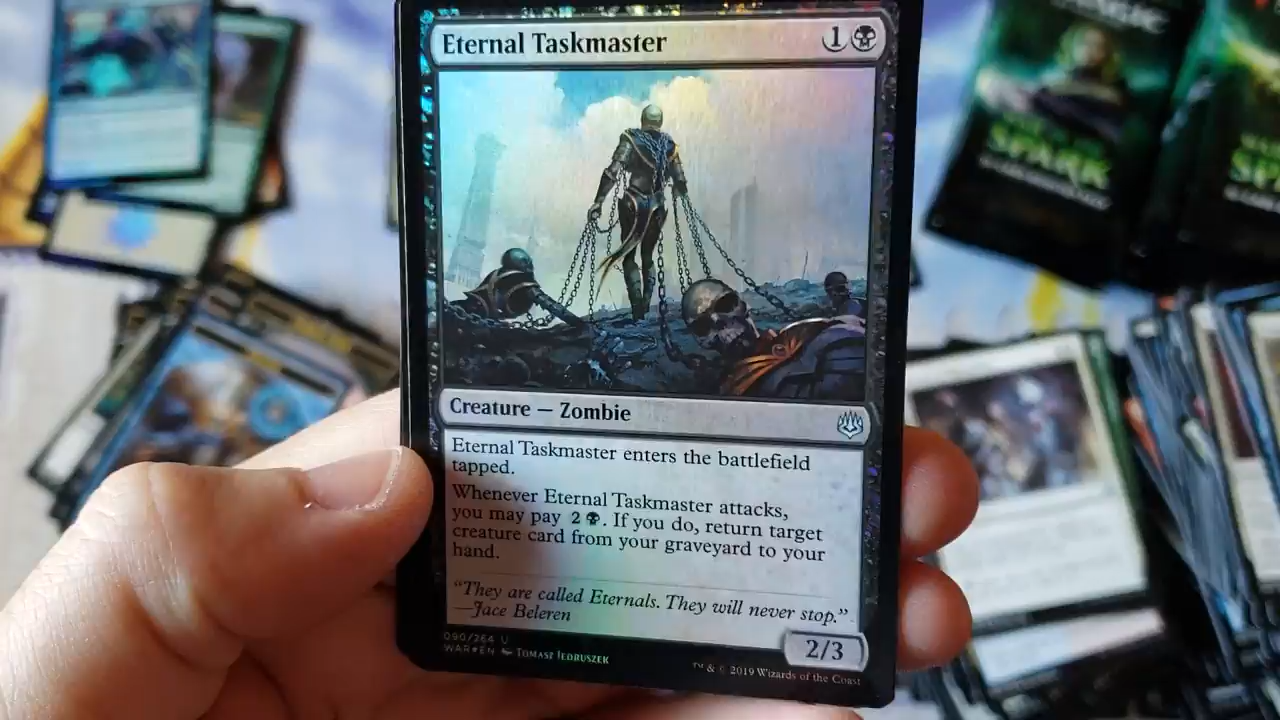 Eternal Taskmaster 1
Creature — Zombie
Eternal Taskmaster enters the battlefield
tapped.
Whenever Eternal Taskmaster attacks,
you may pay 2. If you do, return target
creature card from your graveyard to your
hand.
"They are called Eternals. They will never stop."
—Jace Beleren
2/3
090/264 U
WAR★EN Tomasz Jedruszek
™ & © 2019 Wizards of the Coast
SPARK